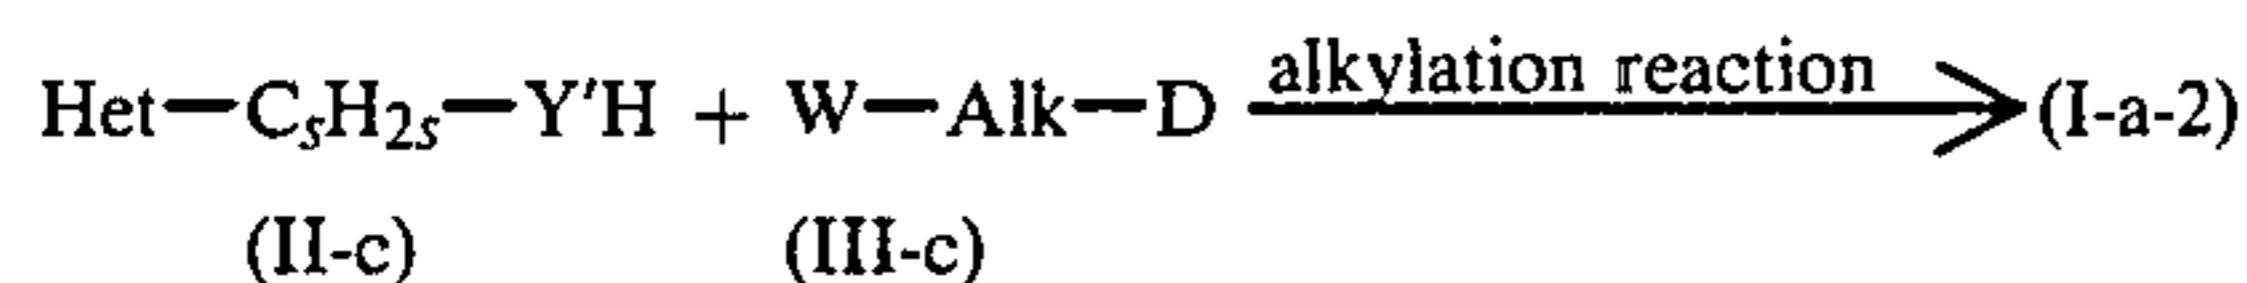 alkylation reaction
Het—CsH2s—Y'H + W—Alk—D (I-a-2)
(II-c) (III-c)